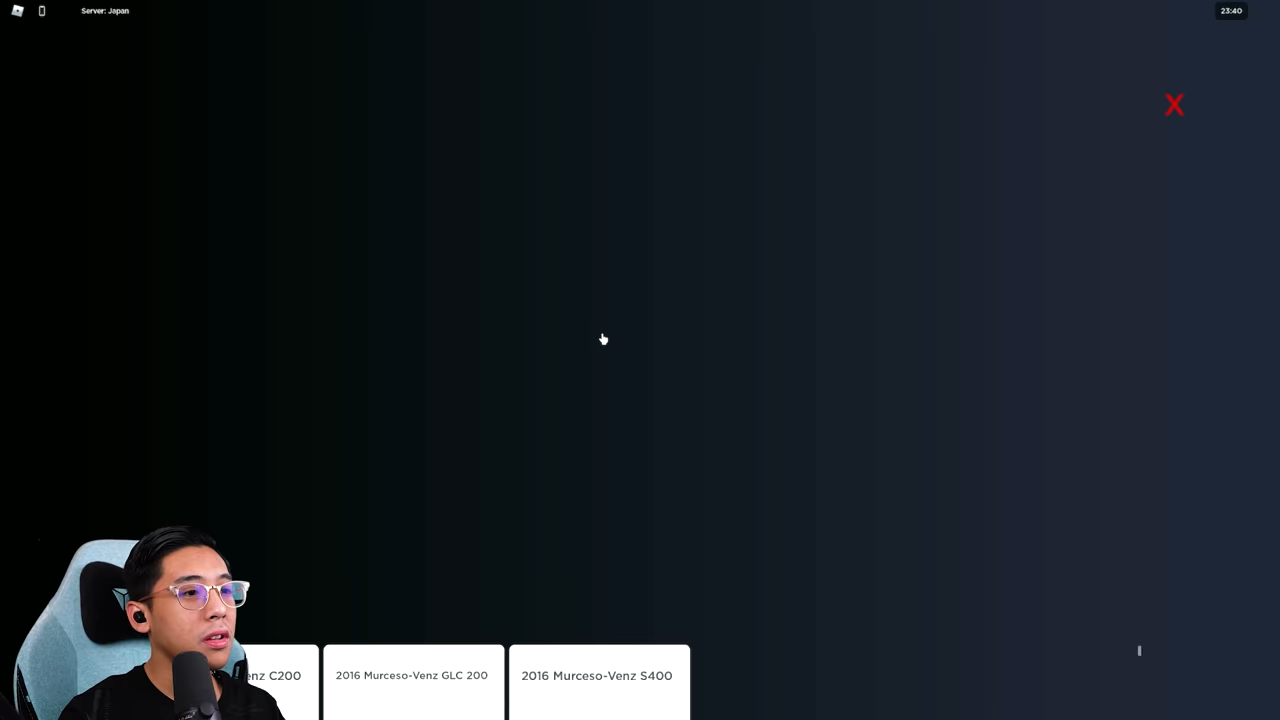 Server: Japan
23:40
X
enz C200
2016 Murceso-Venz GLC 200
2016 Murceso-Venz S400